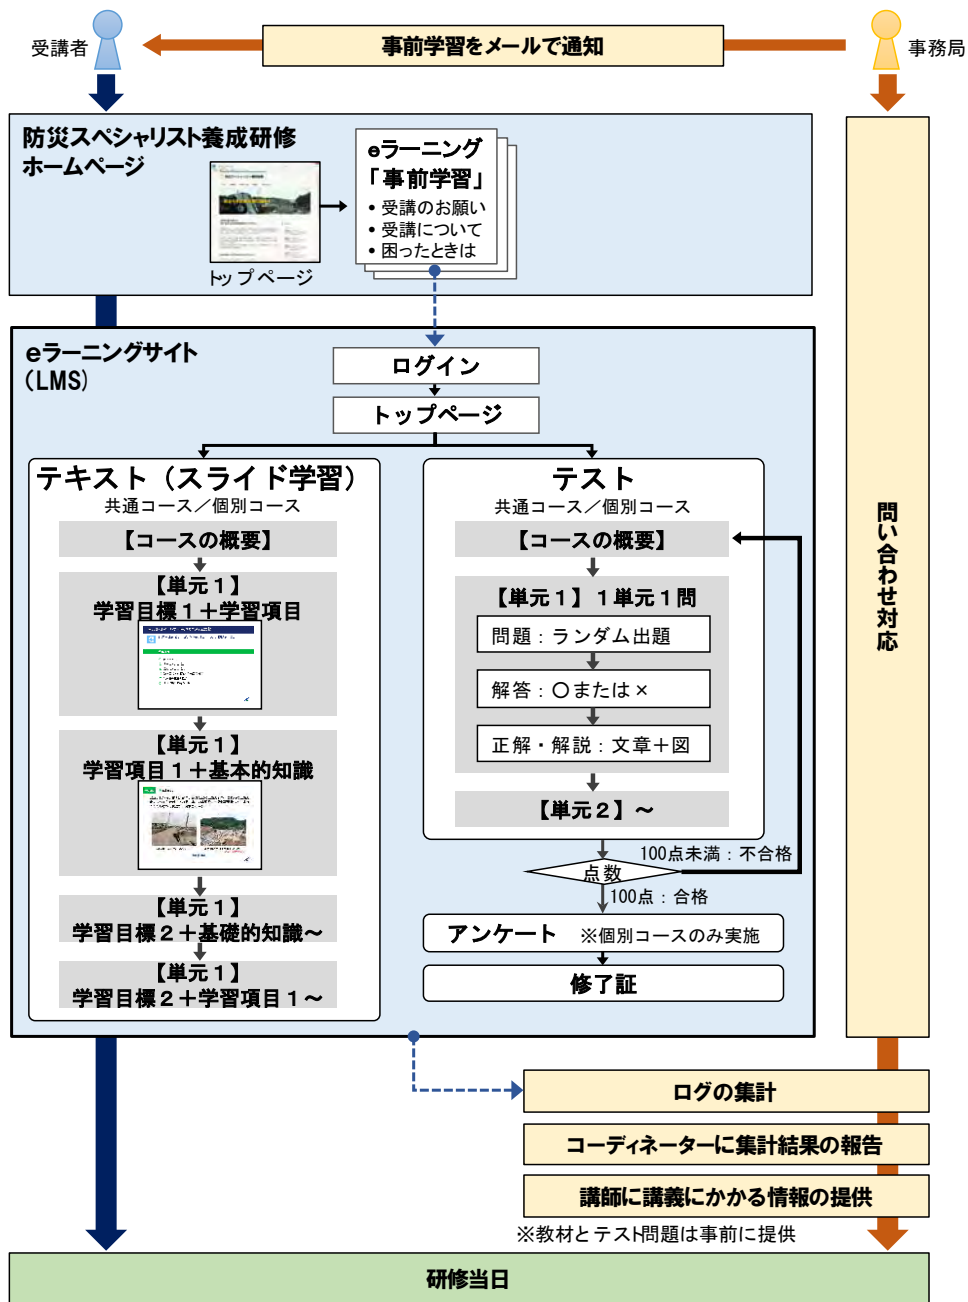 受講者
事前学習をメールで通知
事務局
防災スペシャリスト養成研修
ホームページ
トップページ
eラーニング
「事前学習」
• 受講のお願い
• 受講について
• 困ったときは
eラーニングサイト
(LMS)
ログイン
トップページ
テキスト（スライド学習）
共通コース／個別コース
【コースの概要】
【単元１】
学習目標１＋学習項目
【単元１】
学習項目１＋基本的知識
【単元１】
学習目標２＋基礎的知識～
【単元１】
学習目標２＋学習項目１～
テスト
共通コース／個別コース
【コースの概要】
【単元１】１単元１問
問題：ランダム出題
解答：〇または×
正解・解説：文章＋図
【単元２】～
点数
100点未満：不合格
100点：合格
アンケート ※個別コースのみ実施
修了証
問い合わせ対応
ログの集計
コーディネーターに集計結果の報告
講師に講義にかかる情報の提供
※教材とテスト問題は事前に提供
研修当日